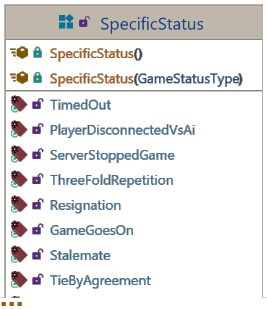 SpecificStatus
SpecificStatus()
SpecificStatus(GameStatusType)
TimedOut
PlayerDisconnectedVsAi
ServerStoppedGame
ThreeFoldRepetition
Resignation
GameGoesOn
Stalemate
TieByAgreement